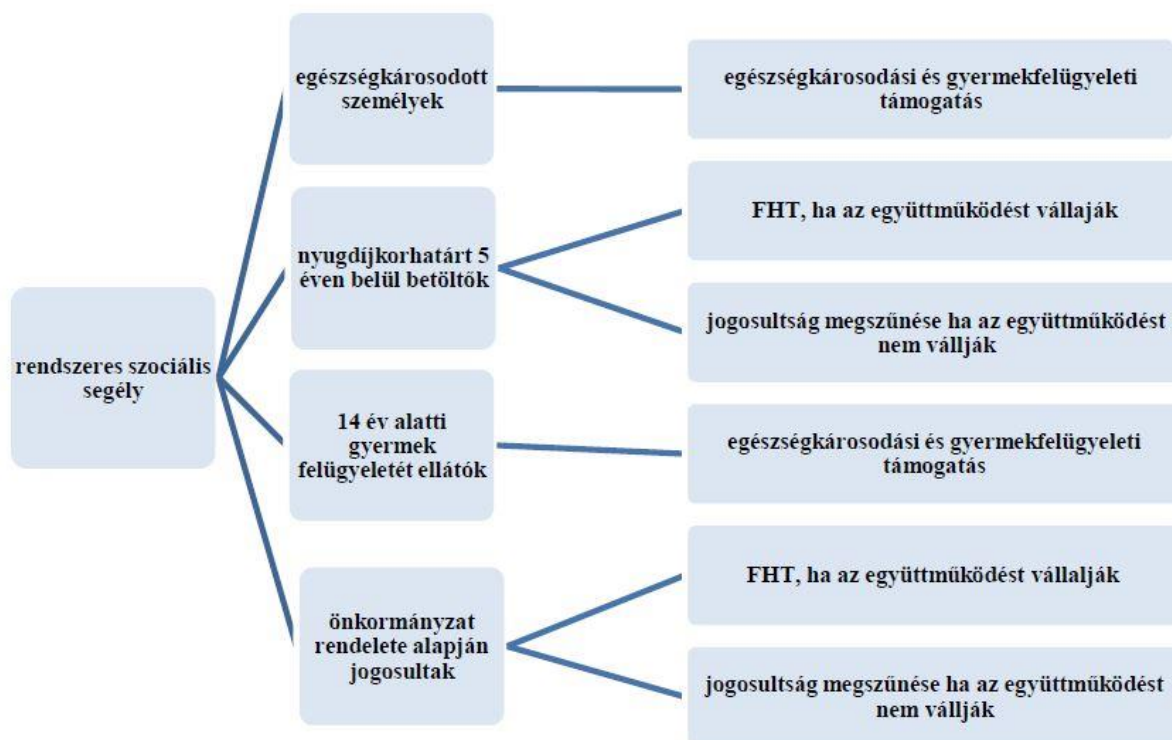 rendszeres szociális
segély
egészségkárosodott
személyek
egészségkárosodási és gyermekfelügyeleti
támogatás
nyugdíjkorhatárt 5
éven belül betöltők
FHT, ha az együttműködést vállaják
jogosultság megszűnése ha az együttműködést
nem vállják
14 év alatti
gyermek
felügyeletét ellátók
egészségkárosodási és gyermekfelügyeleti
támogatás
önkormányzat
rendelete alapján
jogosultak
FHT, ha az együttműködést vállalják
jogosultság megszűnése ha az együttműködést
nem vállják